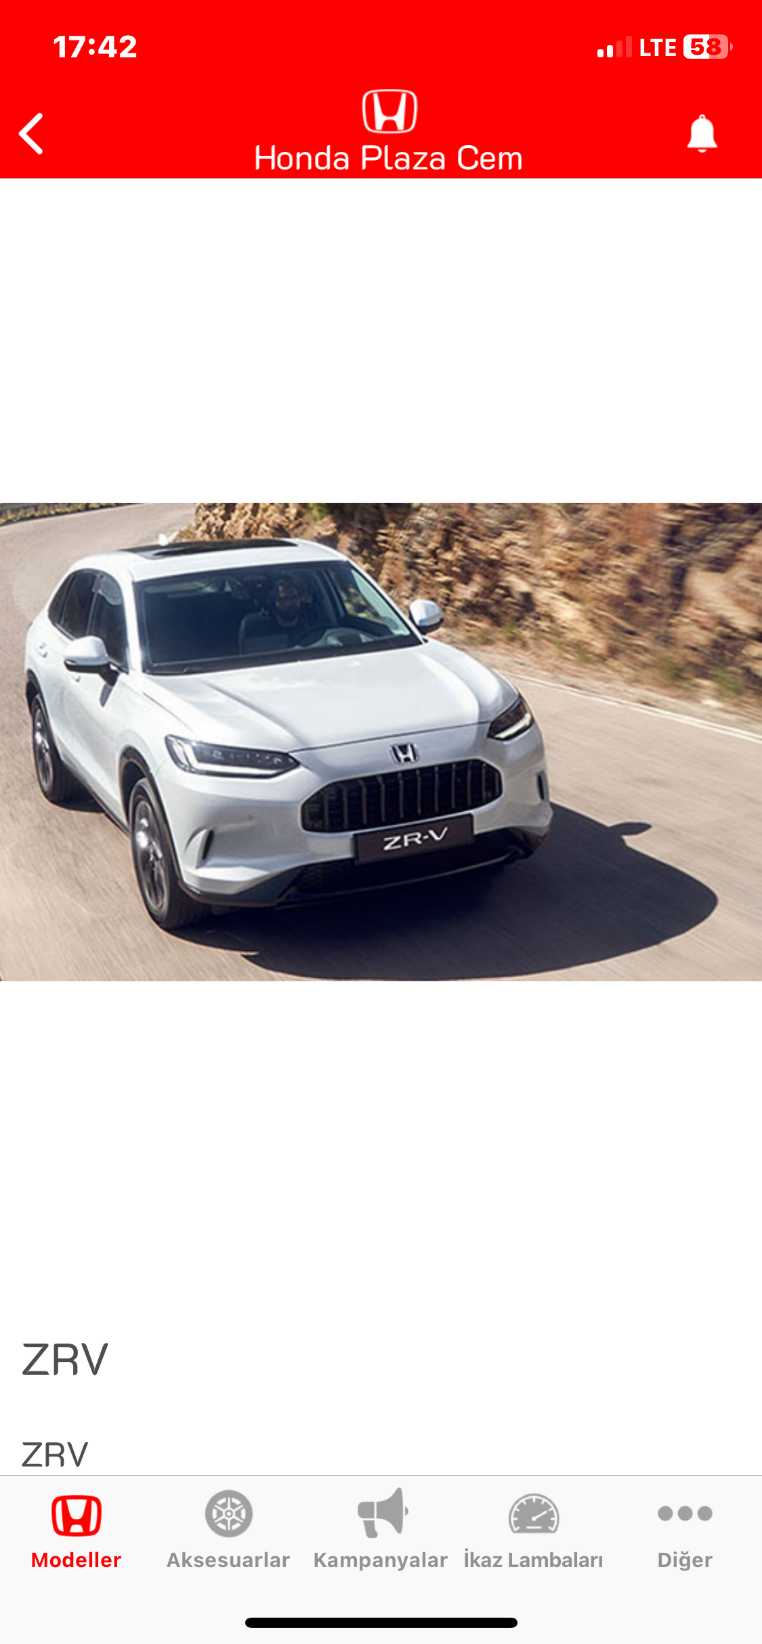 17:42
LTE 58
Honda Plaza Cem
ZR-V
ZRV
ZRV
Modeller
Aksesuarlar
Kampanyalar
İkaz Lambaları
Diğer